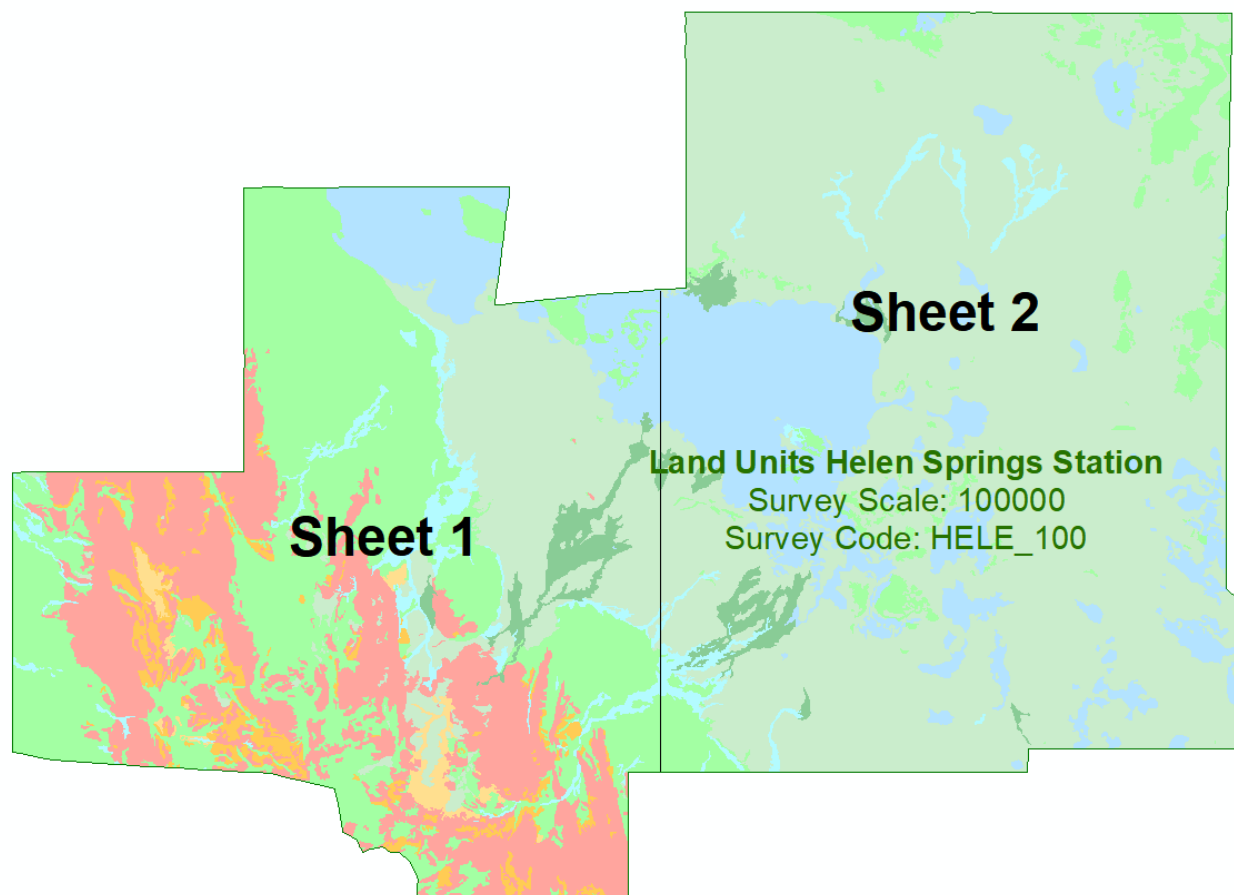 Sheet 2
Land Units Helen Springs Station
Survey Scale: 100000
Survey Code: HELE_100
Sheet 1